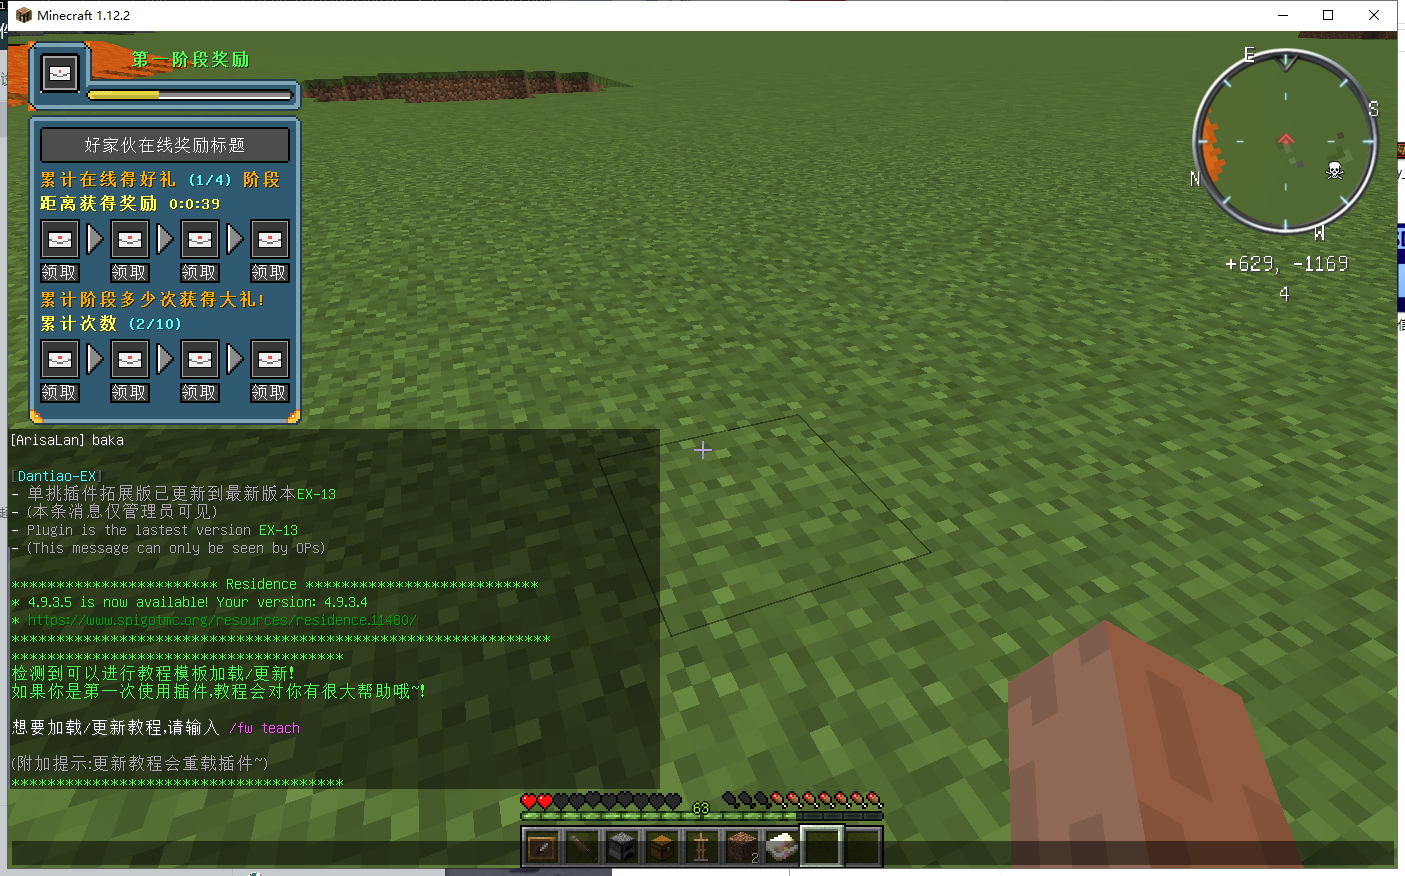 Minecraft 1.12.2
第一阶段奖励
好家伙在线奖励标题
累计在线得好礼 (1/4) 阶段
距离获得奖励 0:0:39
领取 领取 领取 领取
累计阶段多少次获得大礼!
累计次数 (2/10)
领取 领取 领取 领取
E
S
N
W
+629, -1169
4
[ArisaLan] baka
[Dantiao-EX]
- 单挑插件拓展版已更新到最新版本EX-13
- (本条消息仅管理员可见)
- Plugin is the lastest version EX-13
- (This message can only be seen by OPs)
*********************** Residence **************************
* 4.9.3.5 is now available! Your version: 4.9.3.4
* https://www.spigotmc.org/resources/residence.11480/
************************************************************
*************************************
检测到可以进行教程模板加载/更新!
如果你是第一次使用插件,教程会对你有很大帮助哦~!
想要加载/更新教程,请输入 /fw teach
(附加提示:更新教程会重载插件~)
*************************************
63
2